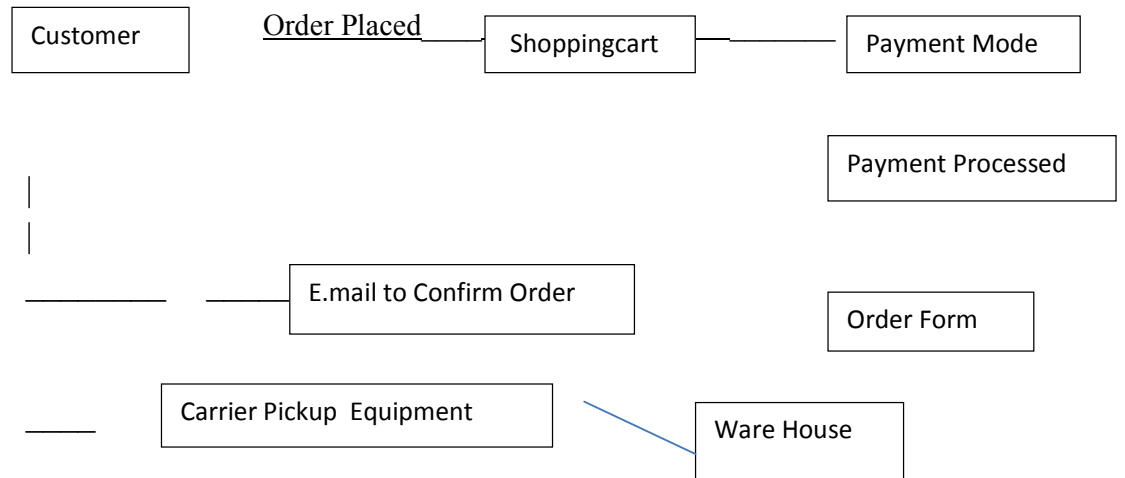 Customer
Order Placed
Shoppingcart
Payment Mode
Payment Processed
E.mail to Confirm Order
Order Form
Carrier Pickup Equipment
Ware House